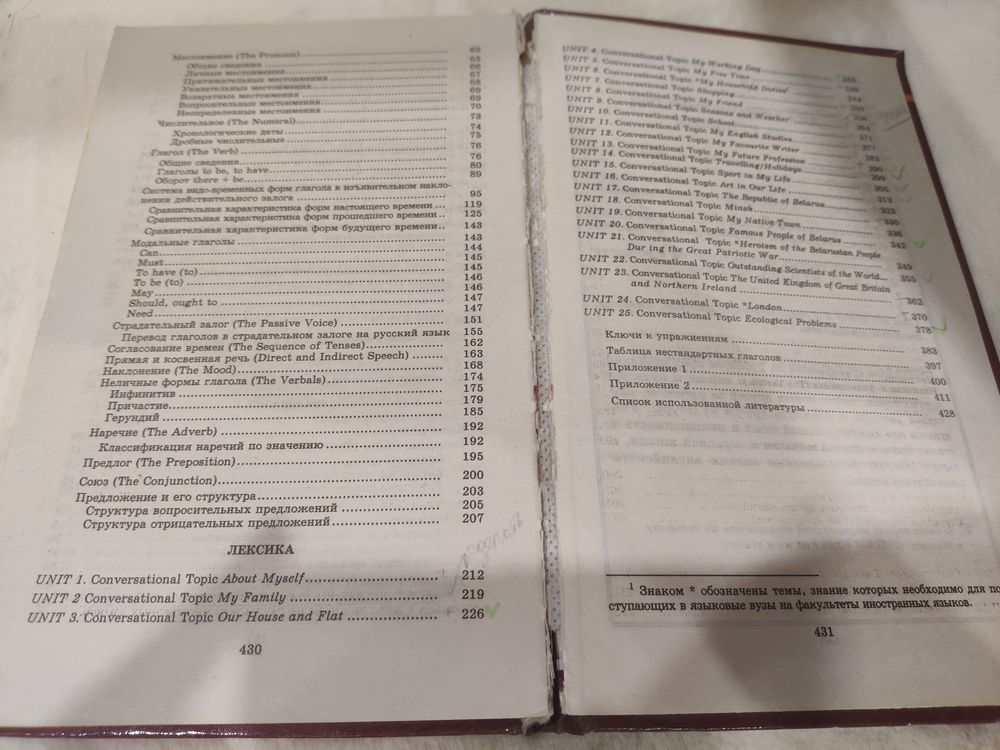 Местоимение (The Pronoun) 65
Общие сведения 65
Личные местоимения 66
Притяжательные местоимения 67
Указательные местоимения 68
Возвратные местоимения 69
Вопросительные местоимения 69
Неопределенные местоимения 70
Числительное (The Numeral) 73
Хронологические даты 74
Дробные числительные 75
Глагол (The Verb) 76
Общие сведения 76
Глаголы to be, to have 80
Оборот there + be 89
Система видо-временных форм глагола в изъявительном накло-
нении действительного залога 95
Сравнительная характеристика форм настоящего времени 119
Сравнительная характеристика форм прошедшего времени 125
Сравнительная характеристика форм будущего времени 143
Модальные глаголы 143
Can 144
Must 145
To have (to) 145
To be (to) 146
May 146
Should, ought to 147
Need 147
Страдательный залог (The Passive Voice) 151
Перевод глаголов в страдательном залоге на русский язык 155
Согласование времен (The Sequence of Tenses) 162
Прямая и косвенная речь (Direct and Indirect Speech) 163
Наклонение (The Mood) 168
Неличные формы глагола (The Verbals) 174
Инфинитив 175
Причастие 179
Герундий 185
Наречие (The Adverb) 192
Классификация наречий по значению 192
Предлог (The Preposition) 195
Союз (The Conjunction) 200
Предложение и его структура 203
Структура вопросительных предложений 205
Структура отрицательных предложений 207
ЛЕКСИКА
UNIT 1. Conversational Topic About Myself 212
UNIT 2 Conversational Topic My Family 219
UNIT 3. Conversational Topic Our House and Flat 226
430
UNIT 4. Conversational Topic My Working Day
UNIT 5. Conversational Topic My Free Time
UNIT 6. Conversational Topic *My Household Duties¹
UNIT 7. Conversational Topic Shopping
UNIT 8. Conversational Topic My Friend
UNIT 9. Conversational Topic Seasons and Weather
UNIT 10. Conversational Topic School
UNIT 11. Conversational Topic My English Studies
UNIT 12. Conversational Topic My Favourite Writer
UNIT 13. Conversational Topic My Future Profession
UNIT 14. Conversational Topic Travelling/Holidays
UNIT 15. Conversational Topic Sport in My Life
UNIT 16. Conversational Topic Art in Our Life
UNIT 17. Conversational Topic The Republic of Belarus 313
UNIT 18. Conversational Topic Minsk 323
UNIT 19. Conversational Topic My Native Town 330
UNIT 20. Conversational Topic Famous People of Belarus 336
UNIT 21. Conversational Topic *Heroism of the Belarusian People 342
During the Great Patriotic War
UNIT 22. Conversational Topic Outstanding Scientists of the World 349
UNIT 23. Conversational Topic The United Kingdom of Great Britain 355
and Northern Ireland
UNIT 24. Conversational Topic *London 362
UNIT 25. Conversational Topic Ecological Problems 370
378
Ключи к упражнениям 383
Таблица нестандартных глаголов 397
Приложение 1 400
Приложение 2 411
Список использованной литературы 428
¹ Знаком * обозначены темы, знание которых необходимо для по
ступающих в языковые вузы на факультеты иностранных языков.
431